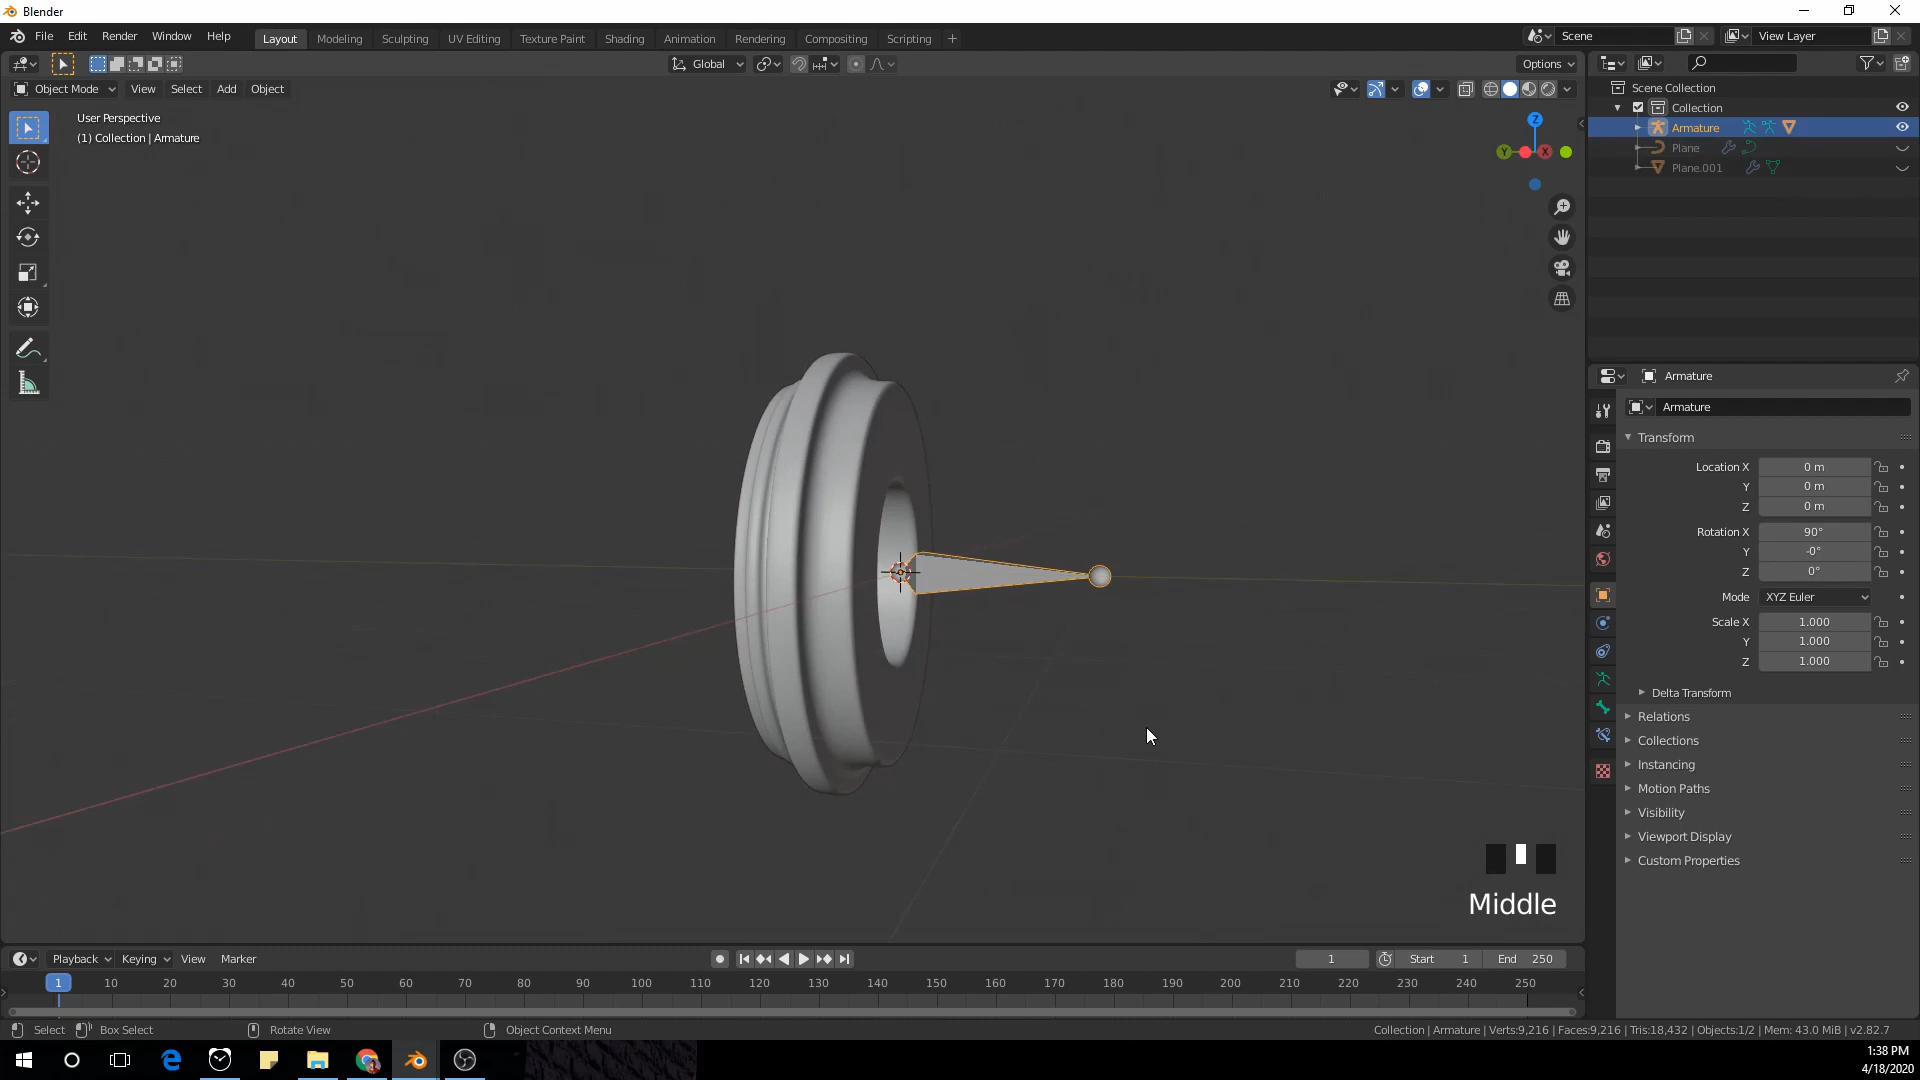 Blender
File Edit Render Window Help
Layout Modeling Sculpting UV Editing Texture Paint Shading Animation Rendering Compositing Scripting +
Scene
View Layer
Global
Options
Object Mode View Select Add Object
User Perspective
(1) Collection | Armature
Z
Y
X
Scene Collection
Collection
Armature
Plane
Plane.001
Armature
Armature
Transform
Location X 0 m
Y 0 m
Z 0 m
Rotation X 90°
Y -0°
Z 0°
Mode XYZ Euler
Scale X 1.000
Y 1.000
Z 1.000
Delta Transform
Relations
Collections
Instancing
Motion Paths
Visibility
Viewport Display
Custom Properties
Middle
Playback Keying View Marker
1
Start 1
End 250
1 10 20 30 40 50 60 70 80 90 100 110 120 130 140 150 160 170 180 190 200 210 220 230 240 250
Select Box Select Rotate View Object Context Menu
Collection | Armature | Verts:9,216 | Faces:9,216 | Tris:18,432 | Objects:1/2 | Mem: 43.0 MiB | v2.82.7
1:38 PM
4/18/2020